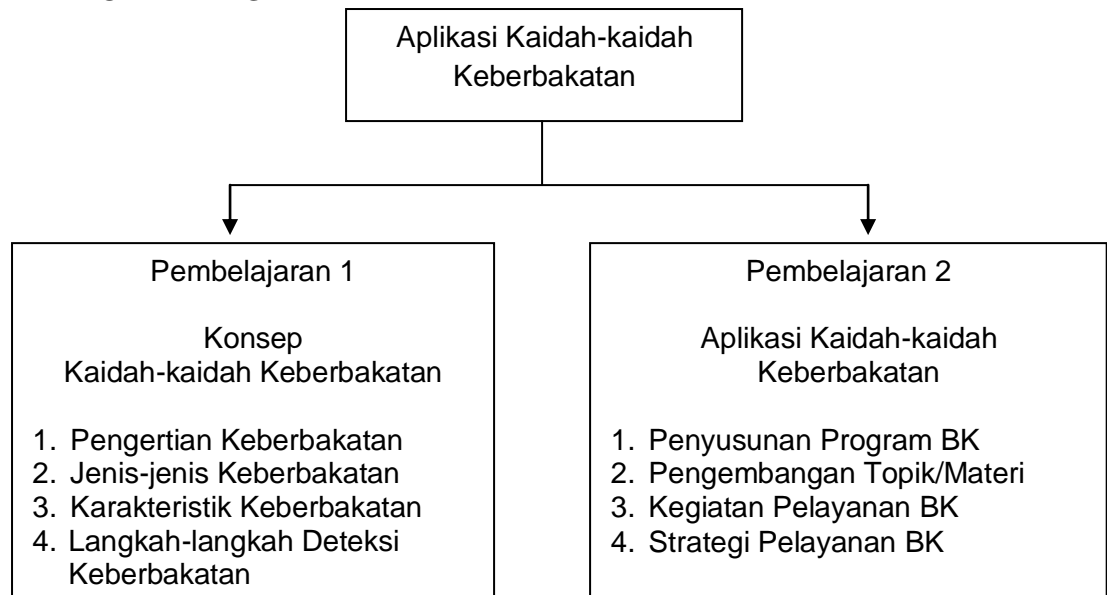 Aplikasi Kaidah-kaidah
Keberbakatan
Pembelajaran 1
Konsep
Kaidah-kaidah Keberbakatan
1. Pengertian Keberbakatan
2. Jenis-jenis Keberbakatan
3. Karakteristik Keberbakatan
4. Langkah-langkah Deteksi
Keberbakatan
Pembelajaran 2
Aplikasi Kaidah-kaidah
Keberbakatan
1. Penyusunan Program BK
2. Pengembangan Topik/Materi
3. Kegiatan Pelayanan BK
4. Strategi Pelayanan BK